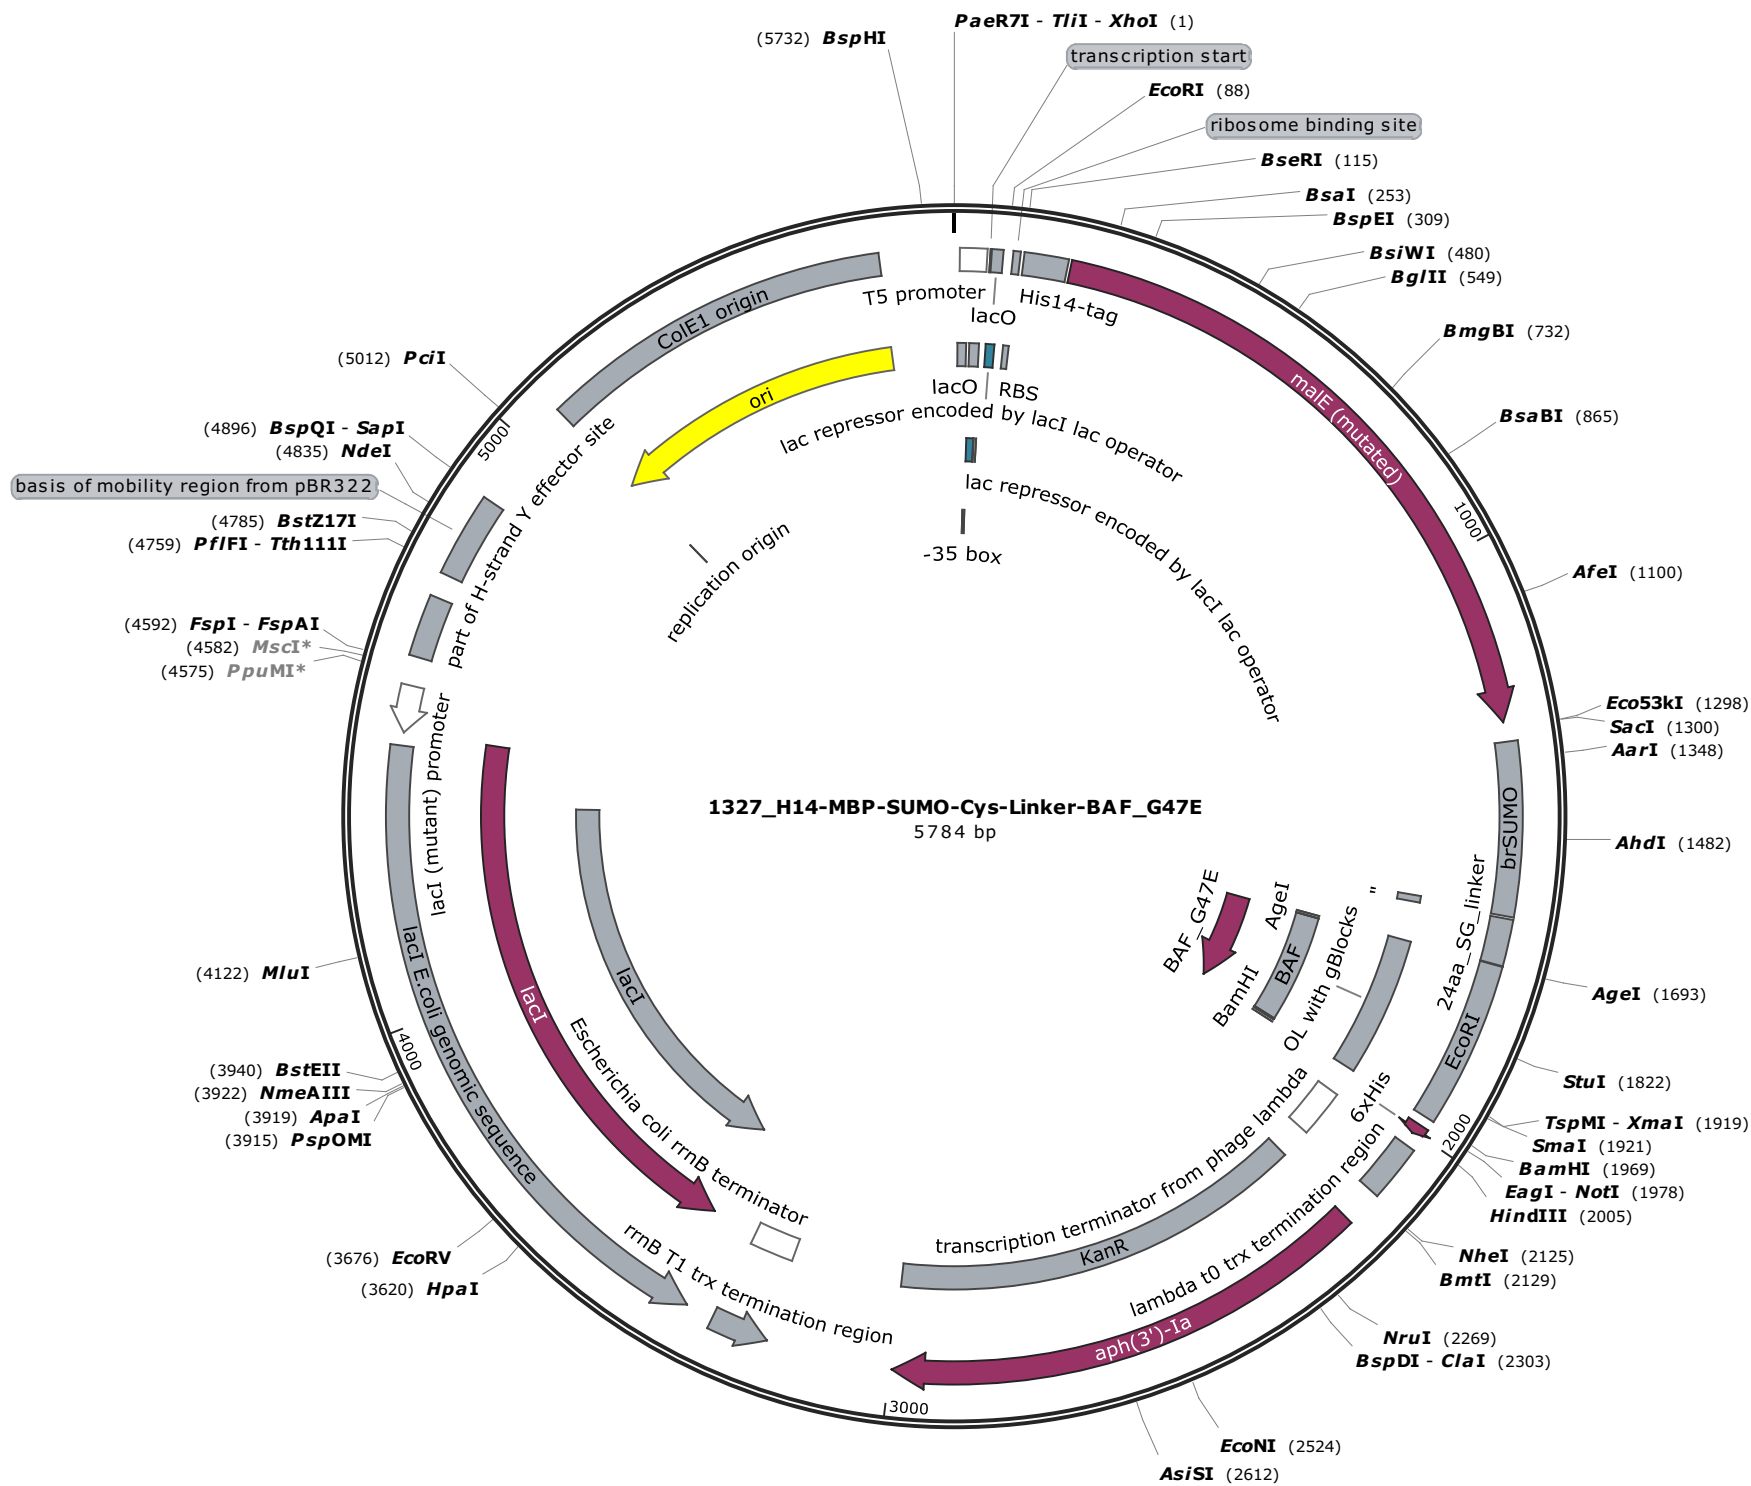 PaeR7I - TliI - XhoI (1)
(5732) BspHI
transcription start
EcoRI (88)
ribosome binding site
BseRI (115)
BsaI (253)
BspEI (309)
BsiWI (480)
BglII (549)
BmgBI (732)
BsaBI (865)
1000
AfeI (1100)
Eco53kI (1298)
SacI (1300)
AarI (1348)
AhdI (1482)
AgeI (1693)
StuI (1822)
TspMI - XmaI (1919)
SmaI (1921)
BamHI (1969)
EagI - NotI (1978)
2000
HindIII (2005)
NheI (2125)
BmtI (2129)
NruI (2269)
BspDI - ClaI (2303)
EcoNI (2524)
AsiSI (2612)
3000
(3620) HpaI
(3676) EcoRV
(3915) PspOMI
(3919) ApaI
(3922) NmeAIII
(3940) BstEII
4000
(4122) MluI
(4575) PpuMI*
(4582) MscI*
(4592) FspI - FspAI
(4759) PflFI - Tth111I
(4785) BstZ17I
basis of mobility region from pBR322
(4835) NdeI
(4896) BspQI - SapI
5000
(5012) PciI
ColE1 origin
T5 promoter
lacO
His14-tag
malE (mutated)
ori
lacO
RBS
lac repressor encoded by lacI lac operator
lac repressor encoded by lacI lac operator
-35 box
replication origin
part of H-strand Y effector site
lacI (mutant) promoter
lacI E.coli genomic sequence
lacI
lacI
1327_H14-MBP-SUMO-Cys-Linker-BAF_G47E
5784 bp
brSUMO
24aa_SG_linker
EcoRI
"
OL with gBlocks
AgeI
BAF
BamHI
BAF_G47E
6xHis
transcription terminator from phage lambda
lambda t0 trx termination region
KanR
aph(3')-Ia
Escherichia coli rrnB terminator
rrnB T1 trx termination region